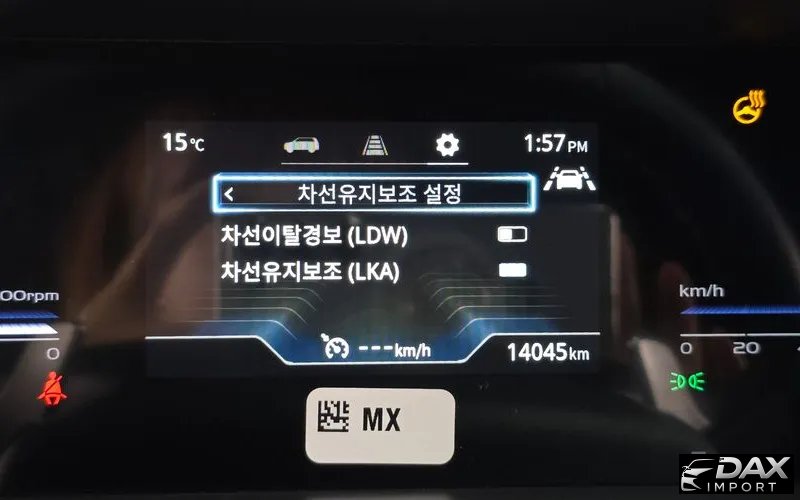 15°C
1:57PM
차선유지보조 설정
차선이탈경보 (LDW)
차선유지보조 (LKA)
00rpm
0
km/h
0 20
---km/h
14045km
MX
DAX
IMPORT